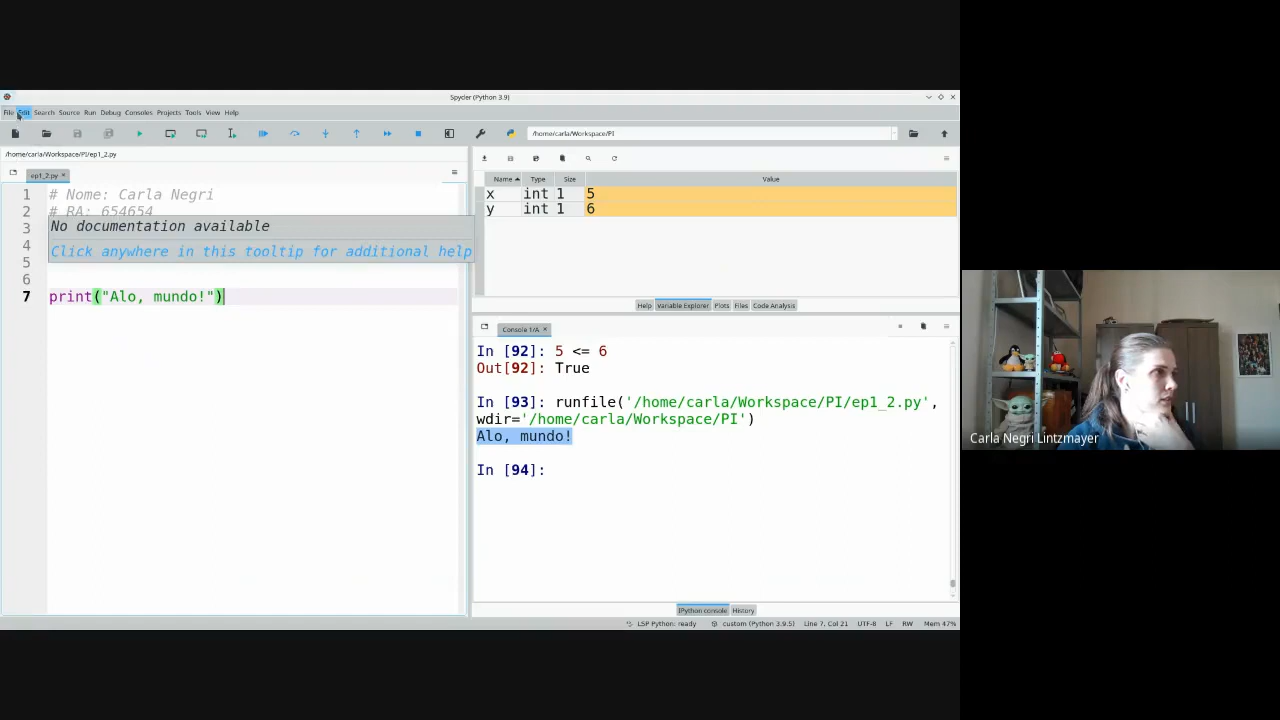 Spyder (Python 3.9)
File Edit Search Source Run Debug Consoles Projects Tools View Help
/home/carla/Workspace/PI
/home/carla/Workspace/PI/ep1_2.py
ep1_2.py
1 # Nome: Carla Negri
2 # RA: 654654
3
4
5
6
7 print("Alo, mundo!")
No documentation available
Click anywhere in this tooltip for additional help
Name Type Size Value
x int 1 5
y int 1 6
Help Variable Explorer Plots Files Code Analysis
Console 1/A
In [92]: 5 <= 6
Out[92]: True
In [93]: runfile('/home/carla/Workspace/PI/ep1_2.py',
wdir='/home/carla/Workspace/PI')
Alo, mundo!
In [94]:
IPython console History
LSP Python: ready custom (Python 3.9.5) Line 7, Col 21 UTF-8 LF RW Mem 47%
Carla Negri Lintzmayer